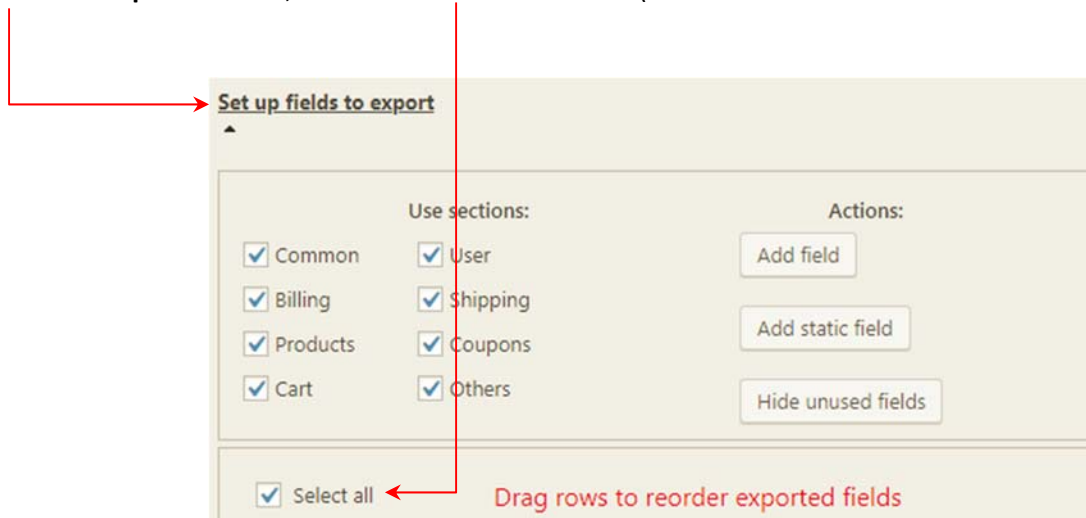 Set up fields to export
Use sections:
Actions:
Common
User
Add field
Billing
Shipping
Add static field
Products
Coupons
Cart
Others
Hide unused fields
Select all
Drag rows to reorder exported fields